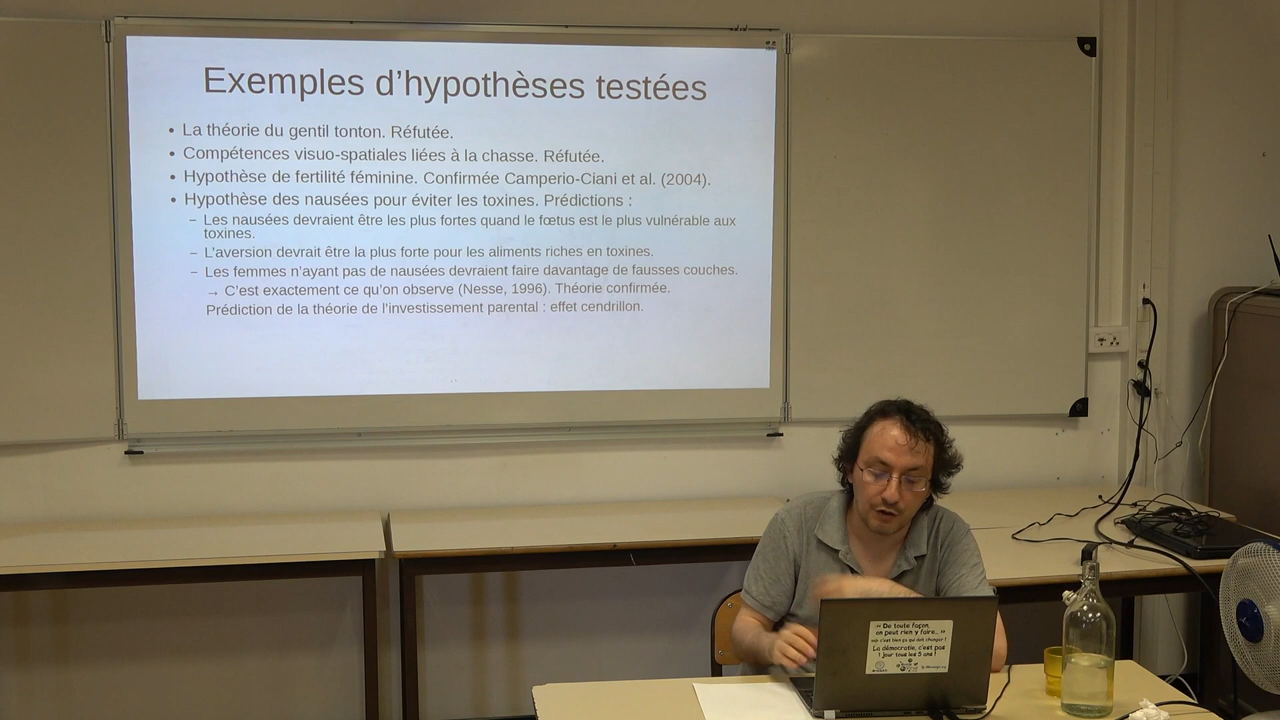 Exemples d'hypothèses testées
• La théorie du gentil tonton. Réfutée.
• Compétences visuo-spatiales liées à la chasse. Réfutée.
• Hypothèse de fertilité féminine. Confirmée Camperio-Ciani et al. (2004).
• Hypothèse des nausées pour éviter les toxines. Prédictions :
– Les nausées devraient être les plus fortes quand le fœtus est le plus vulnérable aux
toxines.
– L'aversion devrait être la plus forte pour les aliments riches en toxines.
– Les femmes n'ayant pas de nausées devraient faire davantage de fausses couches.
→ C'est exactement ce qu'on observe (Nesse, 1996). Théorie confirmée.
Prédiction de la théorie de l'investissement parental : effet cendrillon.
« De toute façon,
on peut rien y faire... »
La démocratie, c'est pas
1 jour tous les 5 ans !